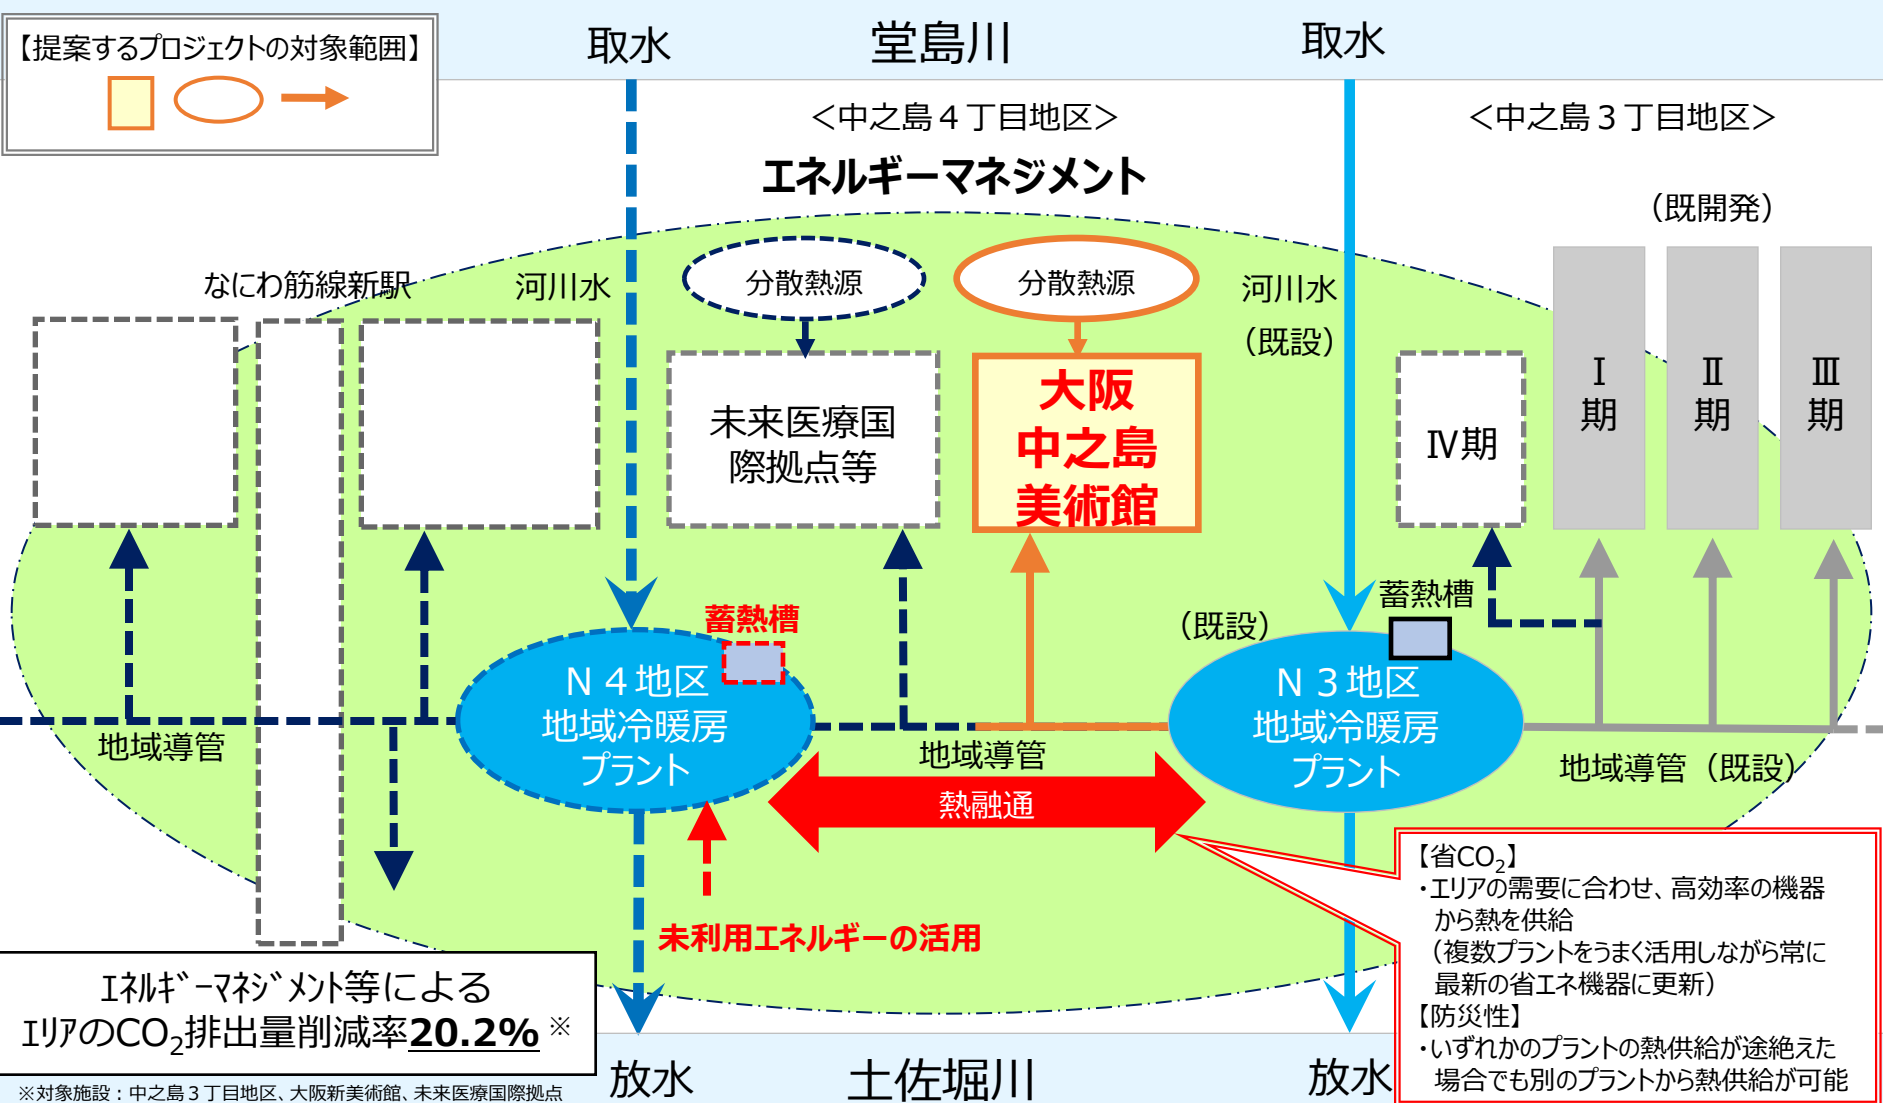 【提案するプロジェクトの対象範囲】
取水
堂島川
取水
＜中之島４丁目地区＞
＜中之島３丁目地区＞
エネルギーマネジメント
（既開発）
なにわ筋線新駅
河川水
分散熱源
分散熱源
河川水
（既設）
未来医療国
際拠点等
大阪
中之島
美術館
Ⅳ期
Ⅰ
期
Ⅱ
期
Ⅲ
期
蓄熱槽
（既設）
蓄熱槽
Ｎ４地区
地域冷暖房
プラント
Ｎ３地区
地域冷暖房
プラント
地域導管
地域導管
地域導管（既設）
熱融通
未利用エネルギーの活用
【省CO₂】
・エリアの需要に合わせ、高効率の機器
から熱を供給
（複数プラントをうまく活用しながら常に
最新の省エネ機器に更新）
【防災性】
・いずれかのプラントの熱供給が途絶えた
場合でも別のプラントから熱供給が可能
ｴﾈﾙｷﾞｰﾏﾈｼﾞﾒﾝﾄ等による
ｴﾘｱのCO₂排出量削減率20.2% ※
※対象施設：中之島３丁目地区、大阪新美術館、未来医療国際拠点
放水
土佐堀川
放水